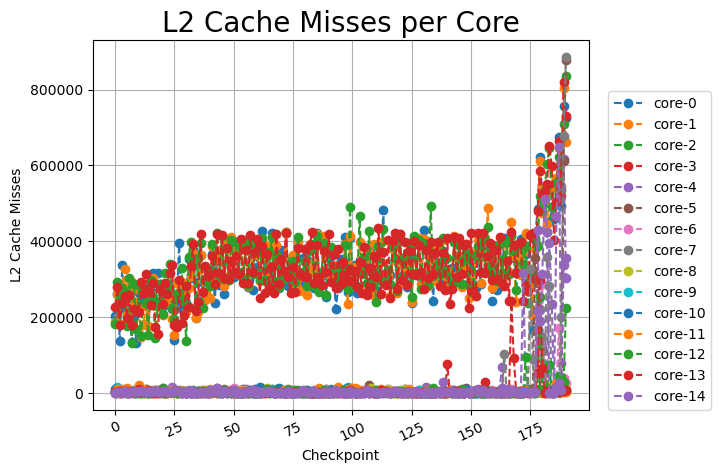 L2 Cache Misses per Core
L2 Cache Misses
800000
600000
400000
200000
0
0
25
50
75
100
125
150
175
Checkpoint
core-0
core-1
core-2
core-3
core-4
core-5
core-6
core-7
core-8
core-9
core-10
core-11
core-12
core-13
core-14